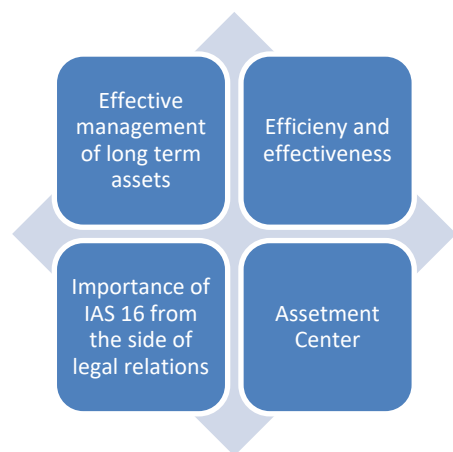 Effective
management
of long term
assets
Efficieny and
effectiveness
Importance of
IAS 16 from
the side of
legal relations
Assetment
Center